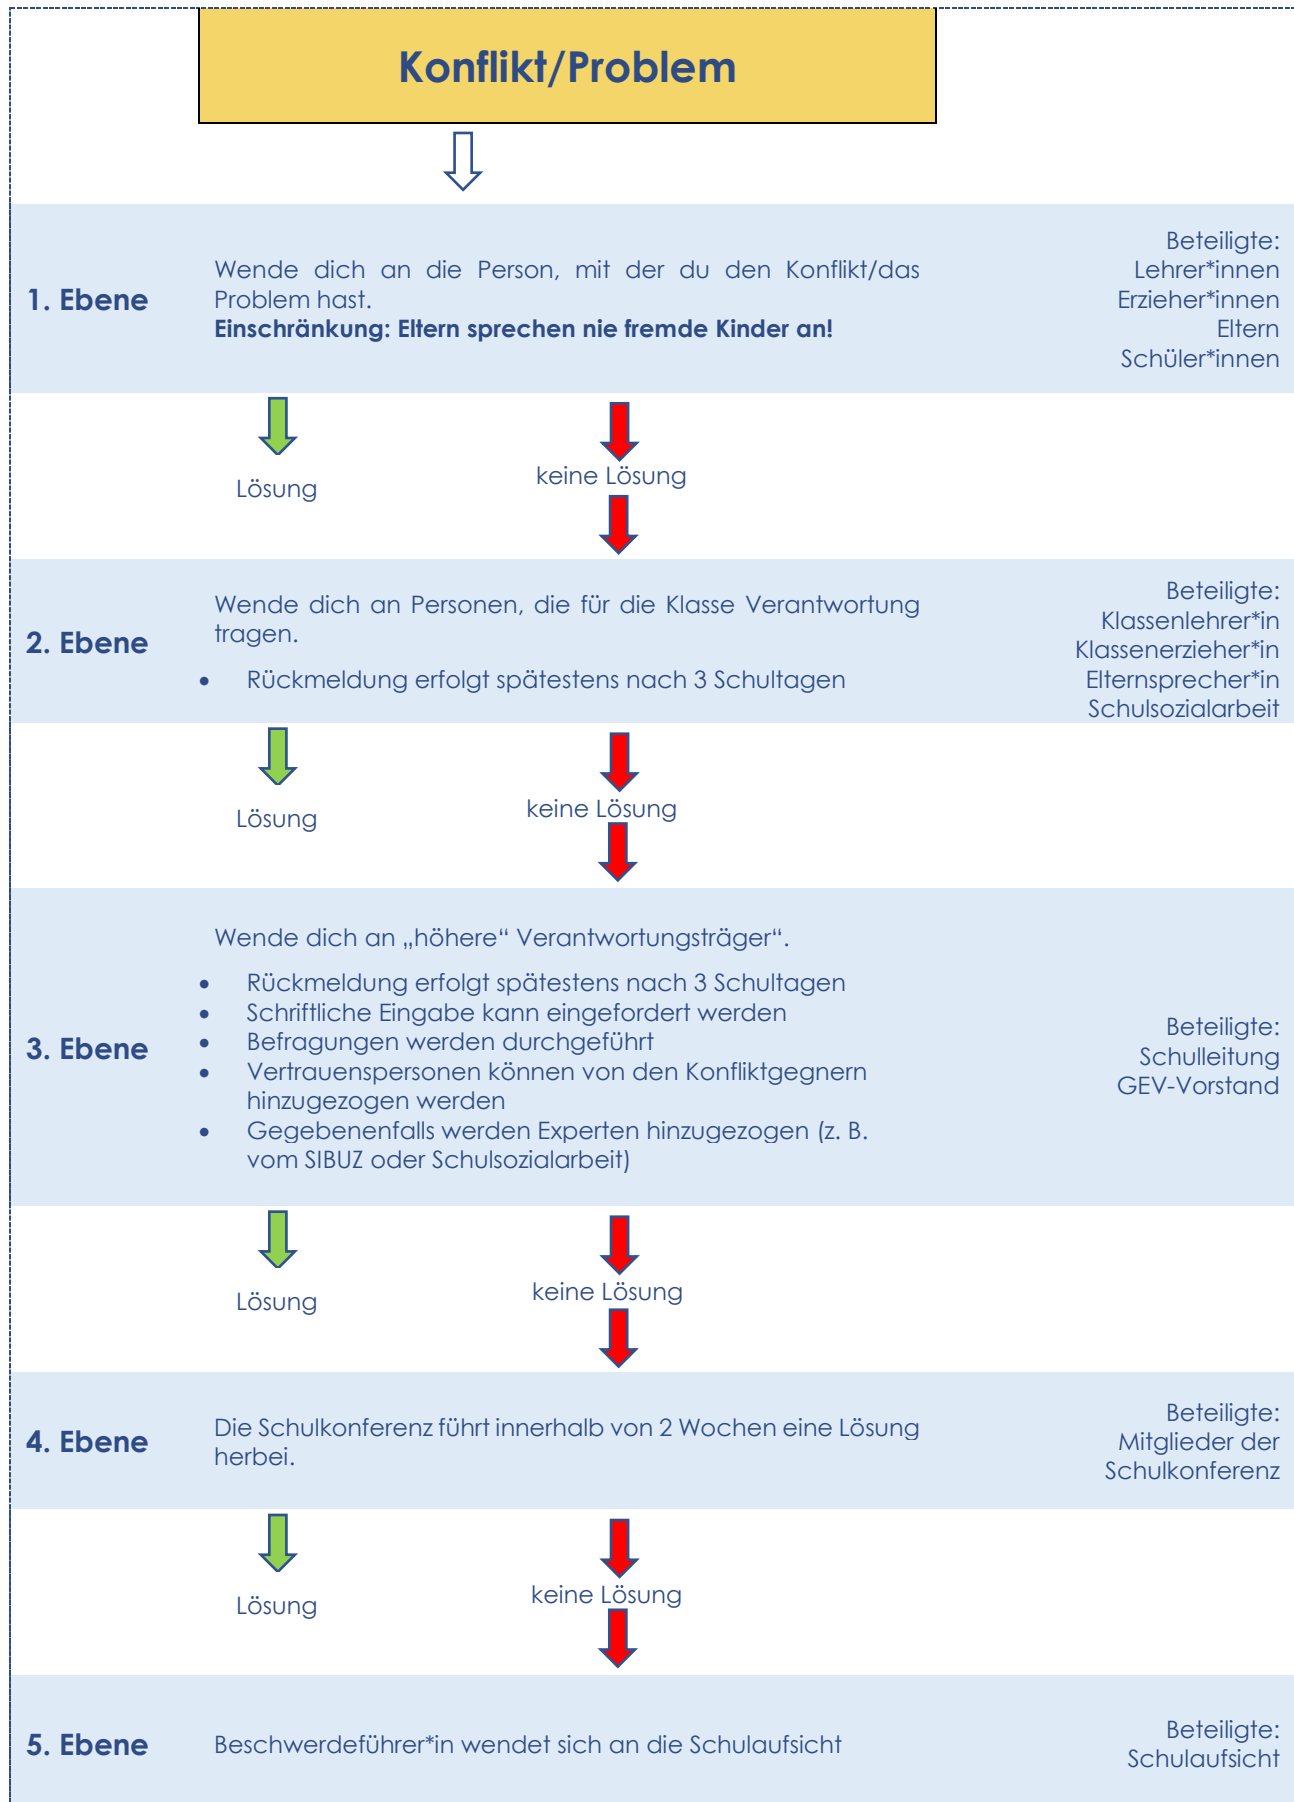 Konflikt/Problem
1. Ebene
Wende dich an die Person, mit der du den Konflikt/das
Problem hast.
Einschränkung: Eltern sprechen nie fremde Kinder an!
Beteiligte:
Lehrer*innen
Erzieher*innen
Eltern
Schüler*innen
Lösung
keine Lösung
2. Ebene
Wende dich an Personen, die für die Klasse Verantwortung
tragen.
• Rückmeldung erfolgt spätestens nach 3 Schultagen
Beteiligte:
Klassenlehrer*in
Klassenerzieher*in
Elternsprecher*in
Schulsozialarbeit
Lösung
keine Lösung
3. Ebene
Wende dich an „höhere“ Verantwortungsträger“.
• Rückmeldung erfolgt spätestens nach 3 Schultagen
• Schriftliche Eingabe kann eingefordert werden
• Befragungen werden durchgeführt
• Vertrauenspersonen können von den Konfliktgegnern
hinzugezogen werden
• Gegebenenfalls werden Experten hinzugezogen (z. B.
vom SIBUZ oder Schulsozialarbeit)
Beteiligte:
Schulleitung
GEV-Vorstand
Lösung
keine Lösung
4. Ebene
Die Schulkonferenz führt innerhalb von 2 Wochen eine Lösung
herbei.
Beteiligte:
Mitglieder der
Schulkonferenz
Lösung
keine Lösung
5. Ebene
Beschwerdeführer*in wendet sich an die Schulaufsicht
Beteiligte:
Schulaufsicht